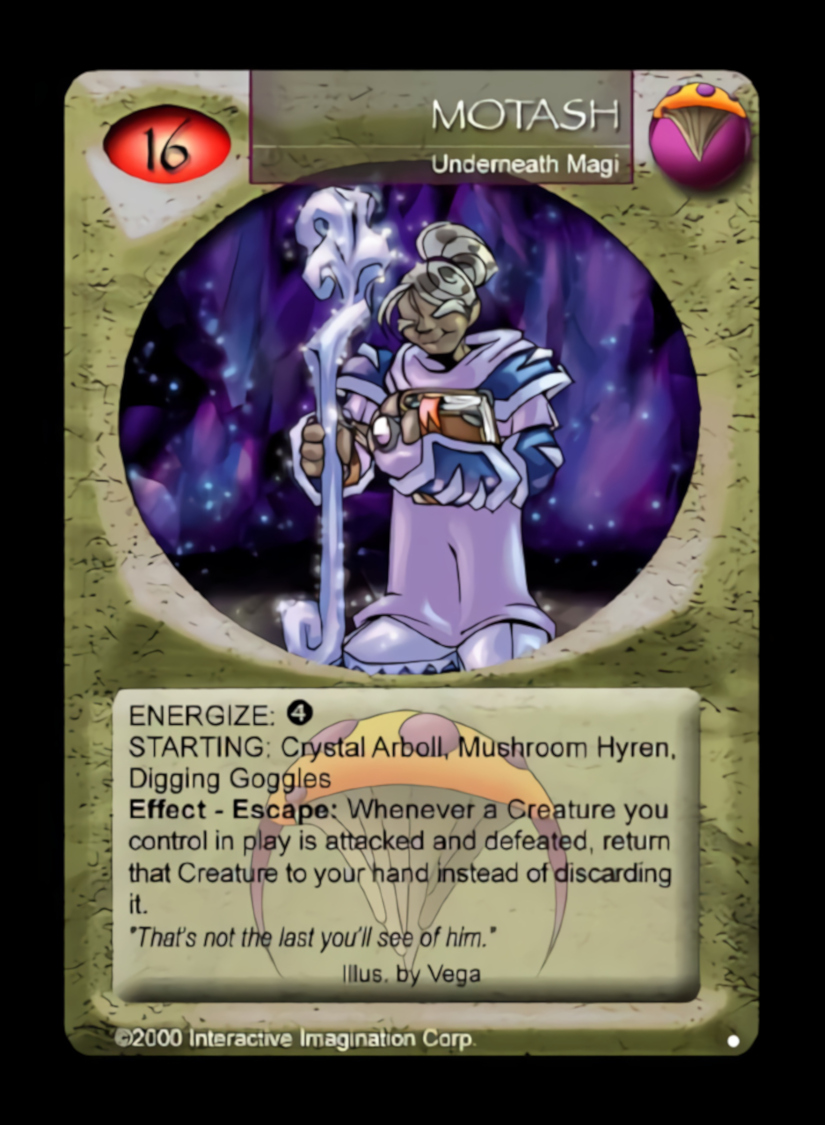 16
MOTASH
Underneath Magi
ENERGIZE: 4
STARTING: Crystal Arboll, Mushroom Hyren,
Digging Goggles
Effect - Escape: Whenever a Creature you
control in play is attacked and defeated, return
that Creature to your hand instead of discarding
it.
"That's not the last you'll see of him."
Illus. by Vega
©2000 Interactive Imagination Corp.